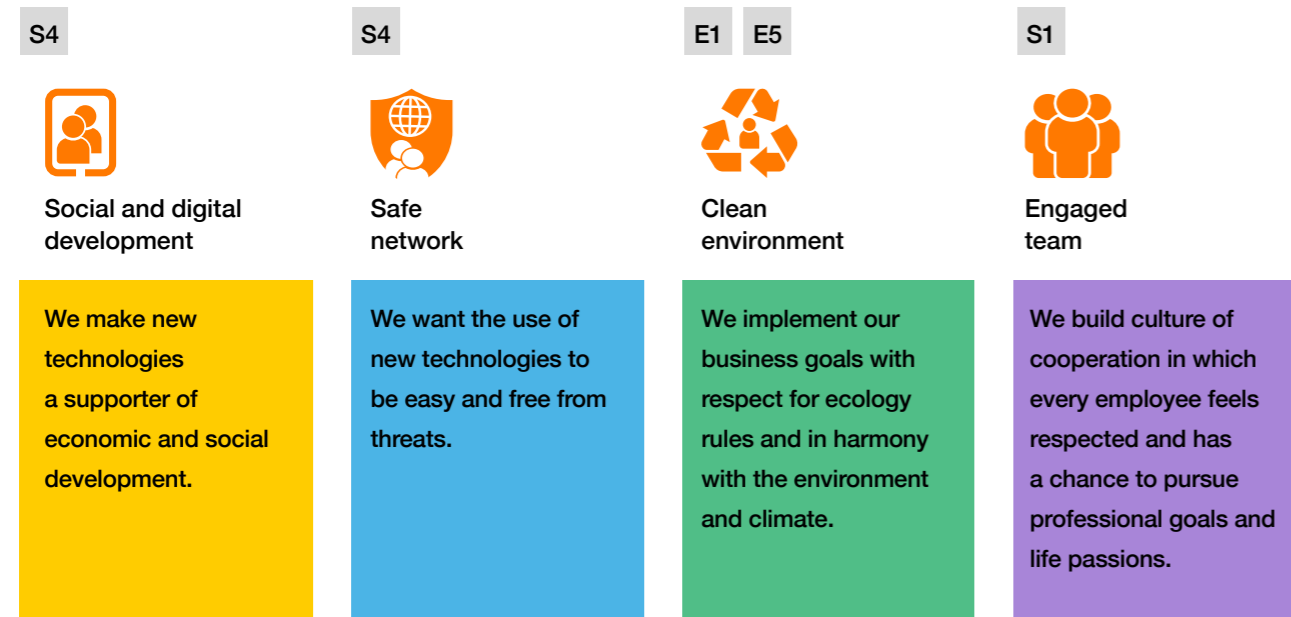 S4
Social and digital
development
We make new
technologies
a supporter of
economic and social
development.
S4
Safe
network
We want the use of
new technologies to
be easy and free from
threats.
E1 E5
Clean
environment
We implement our
business goals with
respect for ecology
rules and in harmony
with the environment
and climate.
S1
Engaged
team
We build culture of
cooperation in which
every employee feels
respected and has
a chance to pursue
professional goals and
life passions.